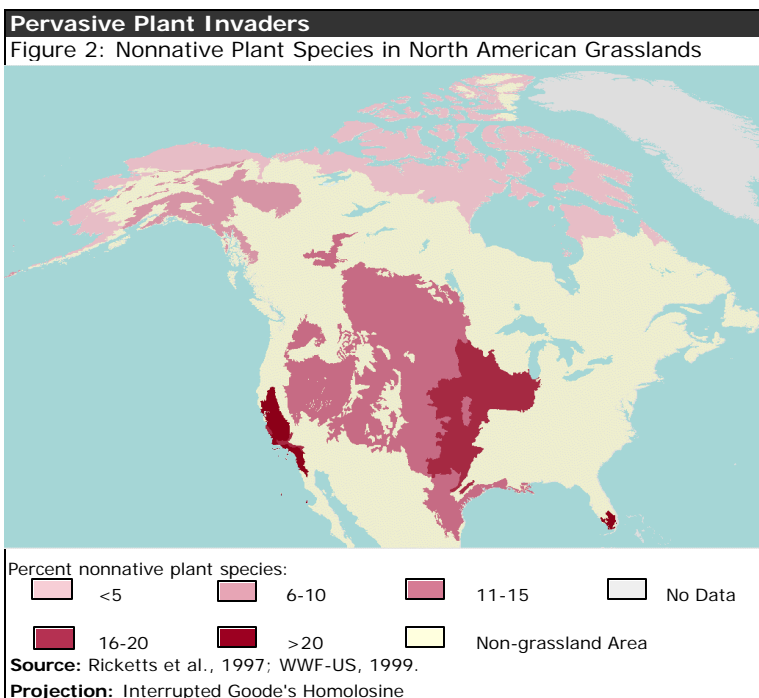 Pervasive Plant Invaders
Figure 2: Nonnative Plant Species in North American Grasslands
Percent nonnative plant species:
<5 6-10 11-15 No Data
16-20 >20 Non-grassland Area
Source: Ricketts et al., 1997; WWF-US, 1999.
Projection: Interrupted Goode's Homolosine